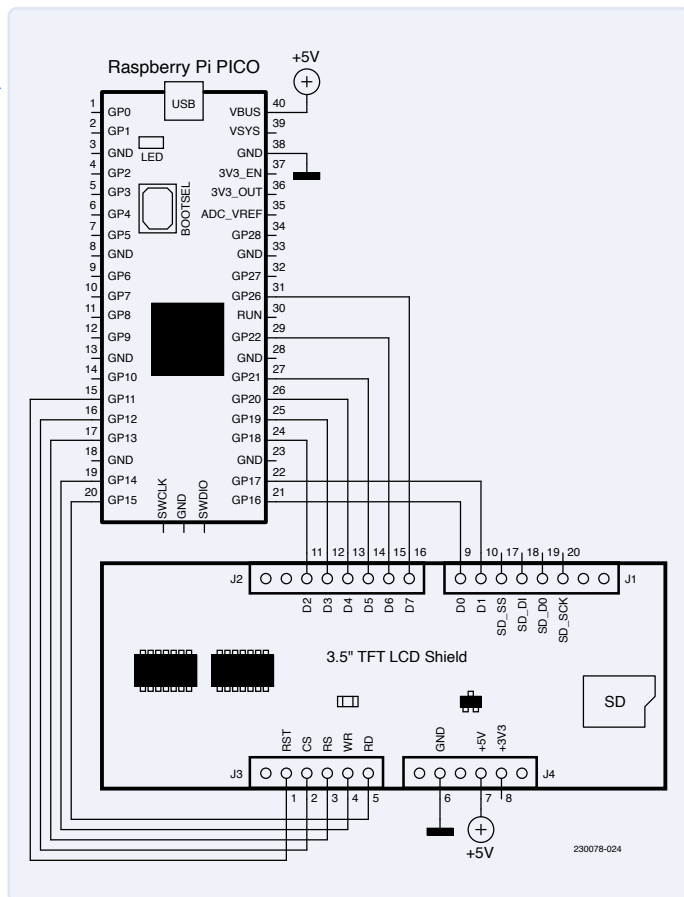 Raspberry Pi PICO
+5V
USB
LED
BOOTSEL
1 GP0
2 GP1
3 GND
4 GP2
5 GP3
6 GP4
7 GP5
8 GND
9 GP6
10 GP7
11 GP8
12 GP9
13 GND
14 GP10
15 GP11
16 GP12
17 GP13
18 GND
19 GP14
20 GP15
VBUS 40
VSYS 39
GND 38
3V3_EN 37
3V3_OUT 36
ADC_VREF 35
GP28 34
GND 33
GP27 32
GP26 31
RUN 30
GP22 29
GND 28
GP21 27
GP20 26
GP19 25
GP18 24
GND 23
GP17 22
GP16 21
SWCLK
GND
SWDIO
11 12 13 14 15 16
J2
D2
D3
D4
D5
D6
D7
9 10 17 18 19 20
J1
D0
D1
SD_SS
SD_DI
SD_D0
SD_SCK
3.5" TFT LCD Shield
SD
RST
CS
RS
WR
RD
J3
1 2 3 4 5
GND
+5V
+3V3
J4
6 7 8
+5V
230078-024